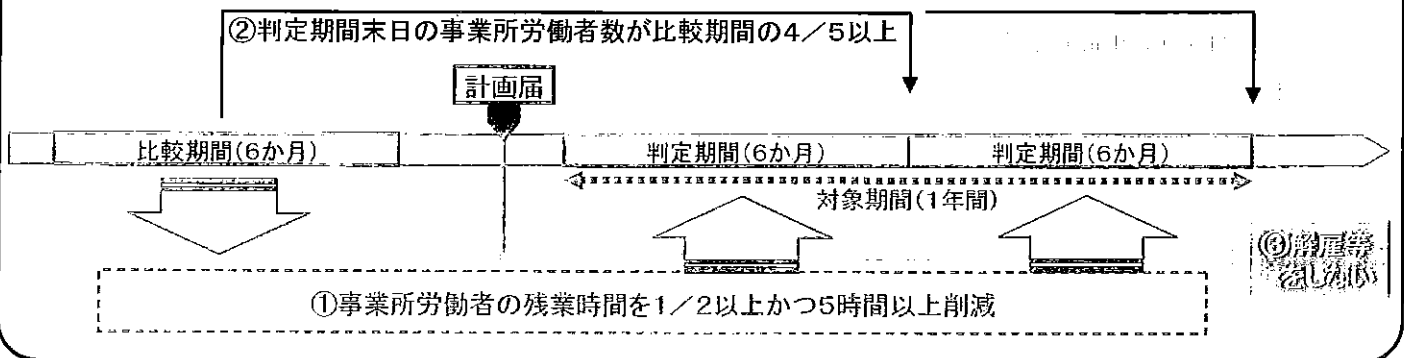 ②判定期間末日の事業所労働者数が比較期間の4／5以上
計画届
比較期間(6か月)
判定期間(6か月)
判定期間(6か月)
対象期間(1年間)
③解雇等
をしない
①事業所労働者の残業時間を1／2以上かつ5時間以上削減